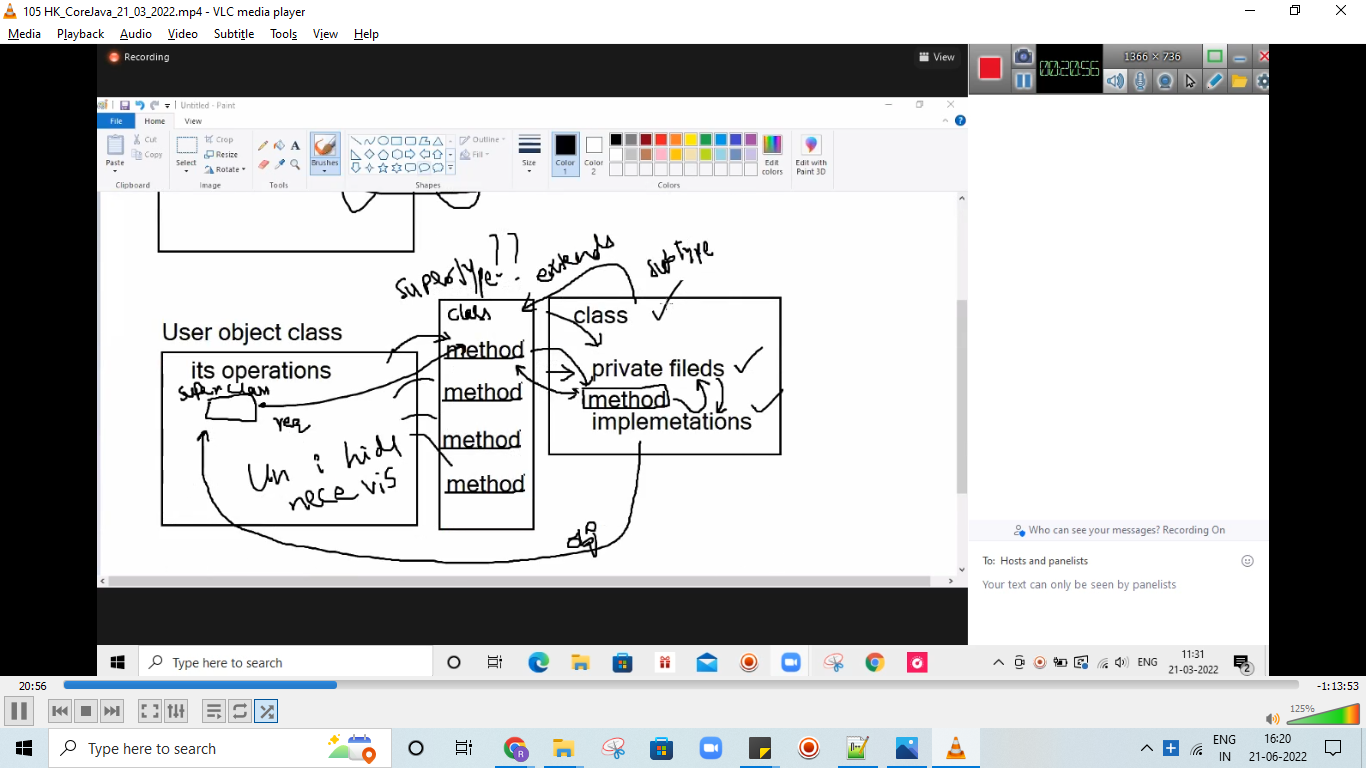 105 HK_CoreJava_21_03_2022.mp4 - VLC media player
Media Playback Audio Video Subtitle Tools View Help
Recording
View
00:20:56
1366 × 736
Untitled - Paint
File Home View
Paste
Cut
Copy
Clipboard
Select
Crop
Resize
Rotate
Image
A
Tools
Brushes
Outline
Fill
Shapes
Size
Color 1
Color 2
Edit colors
Colors
Edit with Paint 3D
supertype ??
extends
subtype
User object class
its operations
super class
req
hide
class
method
method
method
method
class
private fileds
method
implemetations
Who can see your messages? Recording On
To: Hosts and panelists
Your text can only be seen by panelists
Type here to search
ENG
11:31
21-03-2022
2
20:56
-1:13:53
125%
Type here to search
ENG
IN
16:20
21-06-2022